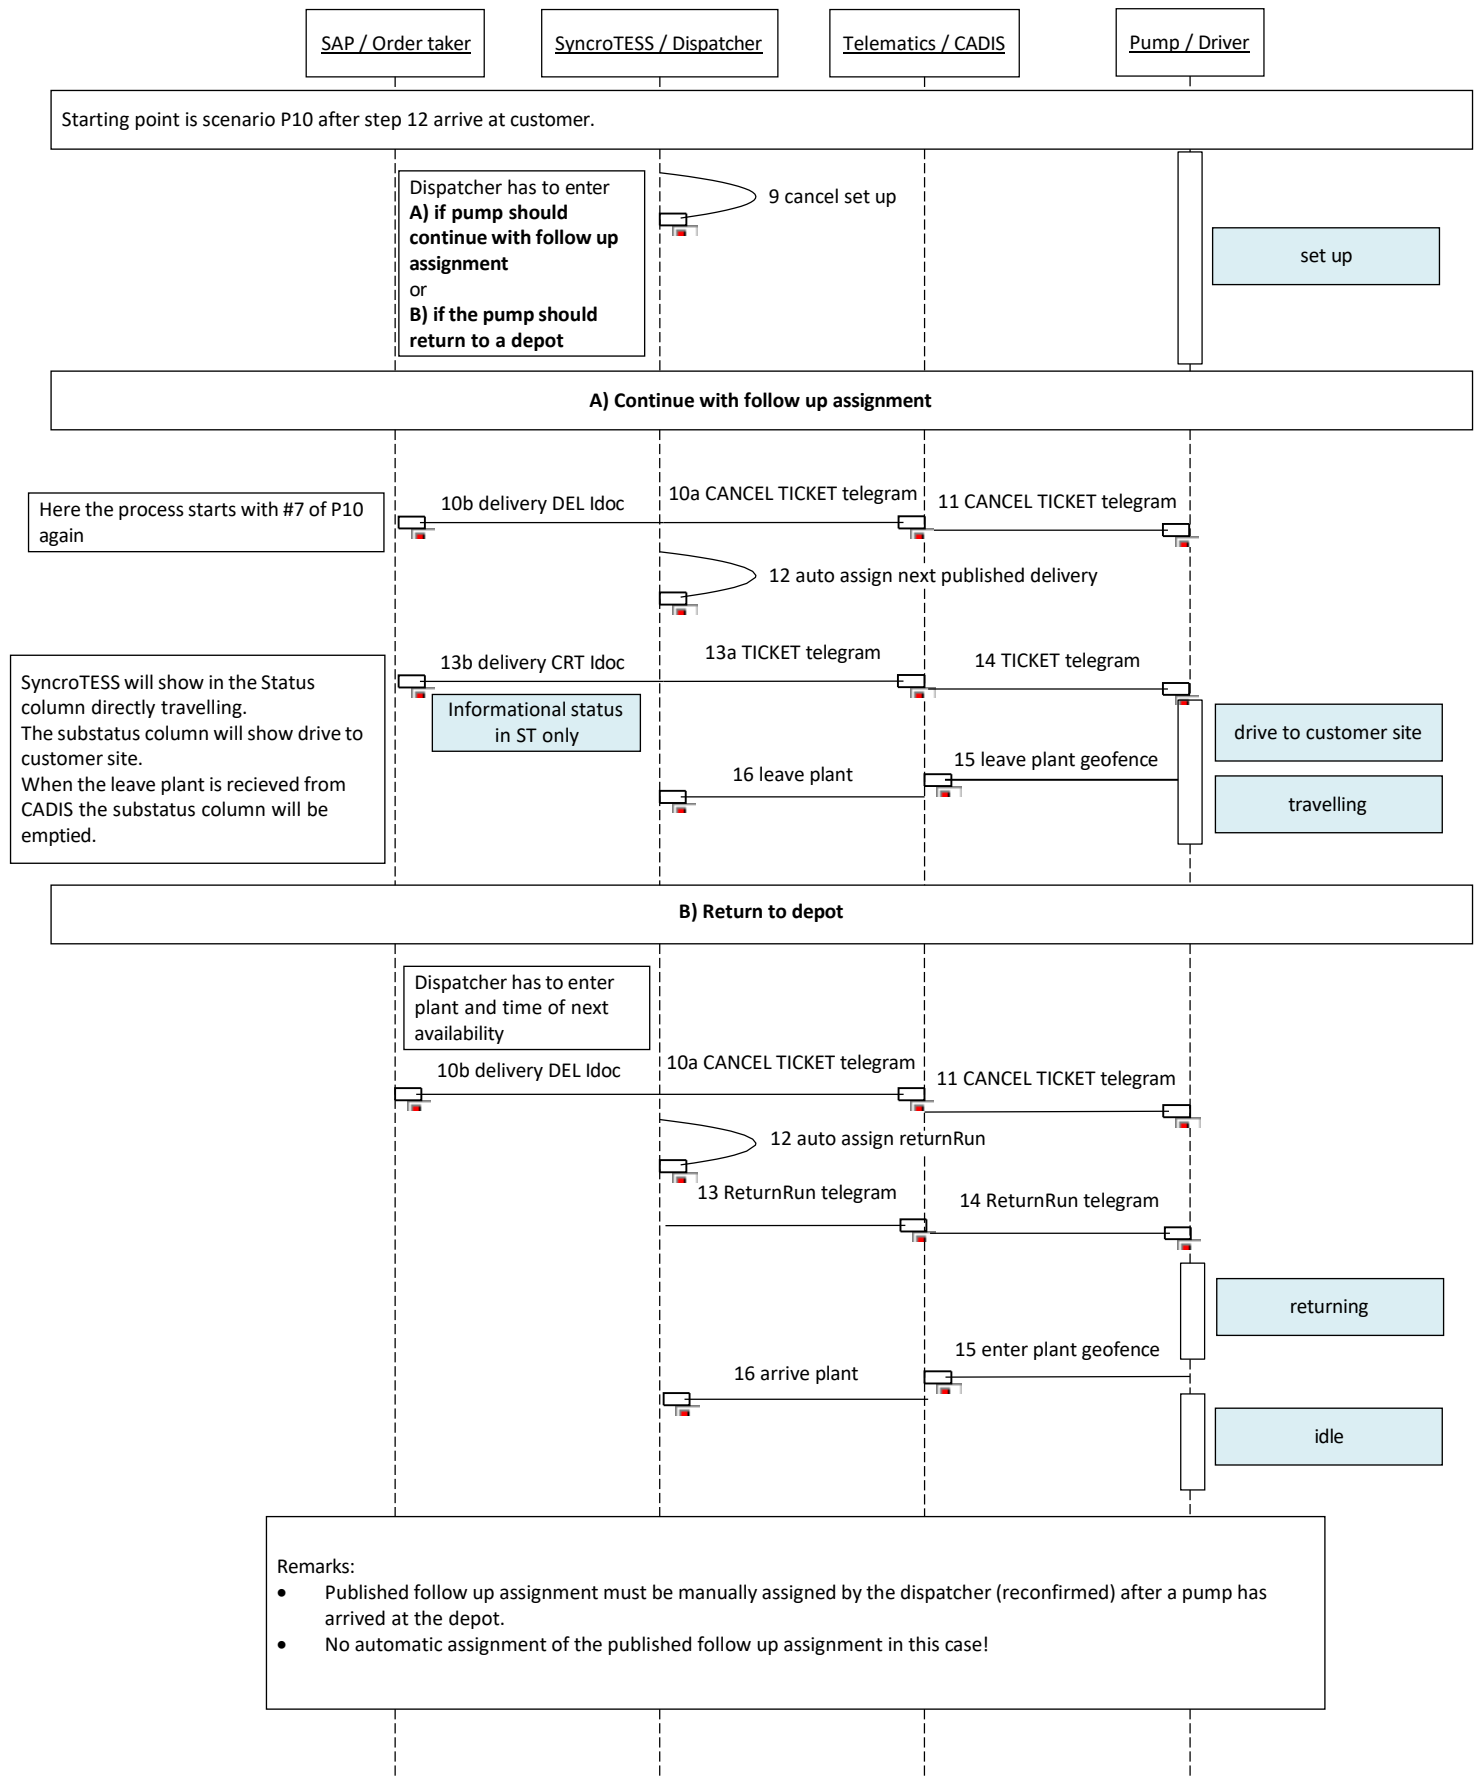 SAP / Order taker
SyncroTESS / Dispatcher
Telematics / CADIS
Pump / Driver
Starting point is scenario P10 after step 12 arrive at customer.
Dispatcher has to enter
A) if pump should
continue with follow up
assignment
or
B) if the pump should
return to a depot
9 cancel set up
set up
A) Continue with follow up assignment
Here the process starts with #7 of P10
again
10b delivery DEL Idoc
10a CANCEL TICKET telegram
11 CANCEL TICKET telegram
12 auto assign next published delivery
SyncroTESS will show in the Status
column directly travelling.
The substatus column will show drive to
customer site.
When the leave plant is recieved from
CADIS the substatus column will be
emptied.
13b delivery CRT Idoc
13a TICKET telegram
14 TICKET telegram
Informational status
in ST only
drive to customer site
15 leave plant geofence
16 leave plant
travelling
B) Return to depot
Dispatcher has to enter
plant and time of next
availability
10b delivery DEL Idoc
10a CANCEL TICKET telegram
11 CANCEL TICKET telegram
12 auto assign returnRun
13 ReturnRun telegram
14 ReturnRun telegram
returning
15 enter plant geofence
16 arrive plant
idle
Remarks:
• Published follow up assignment must be manually assigned by the dispatcher (reconfirmed) after a pump has
arrived at the depot.
• No automatic assignment of the published follow up assignment in this case!